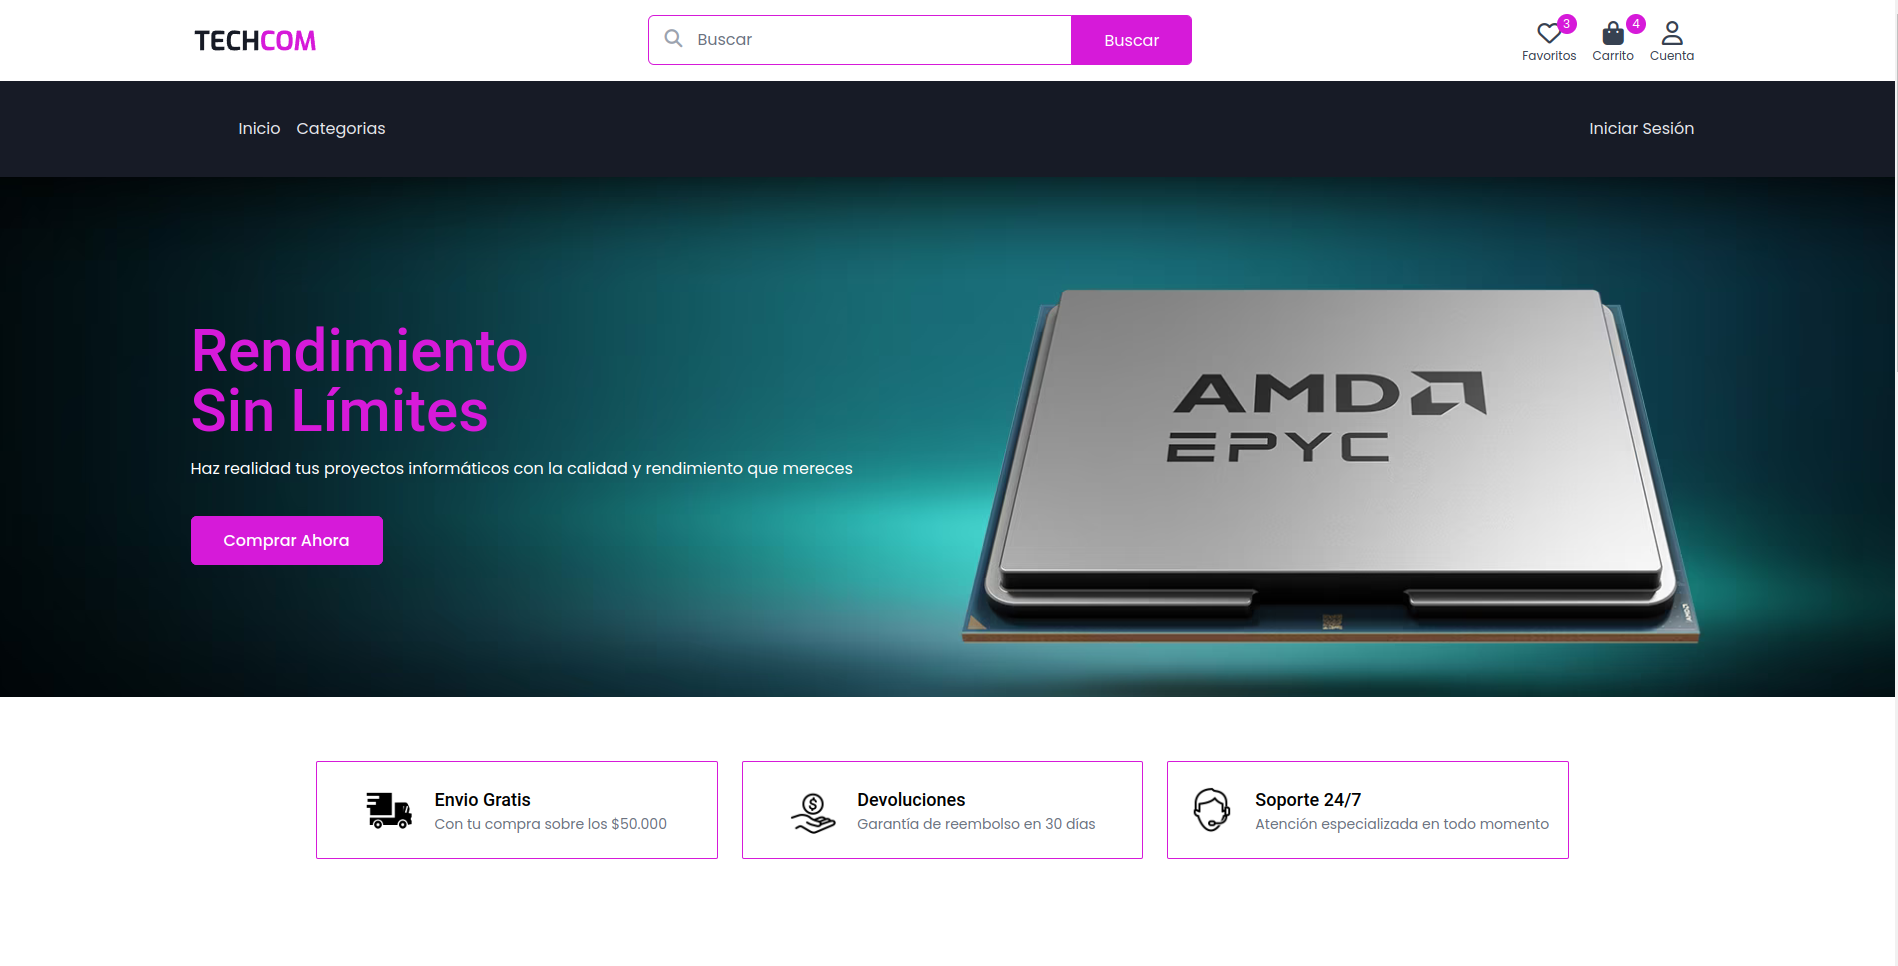 TECHCOM
Buscar
Buscar
3
Favoritos
4
Carrito
Cuenta
Inicio
Categorias
Iniciar Sesión
Rendimiento
Sin Límites
Haz realidad tus proyectos informáticos con la calidad y rendimiento que mereces
Comprar Ahora
AMD
EPYC
Envio Gratis
Con tu compra sobre los $50.000
Devoluciones
Garantía de reembolso en 30 días
Soporte 24/7
Atención especializada en todo momento